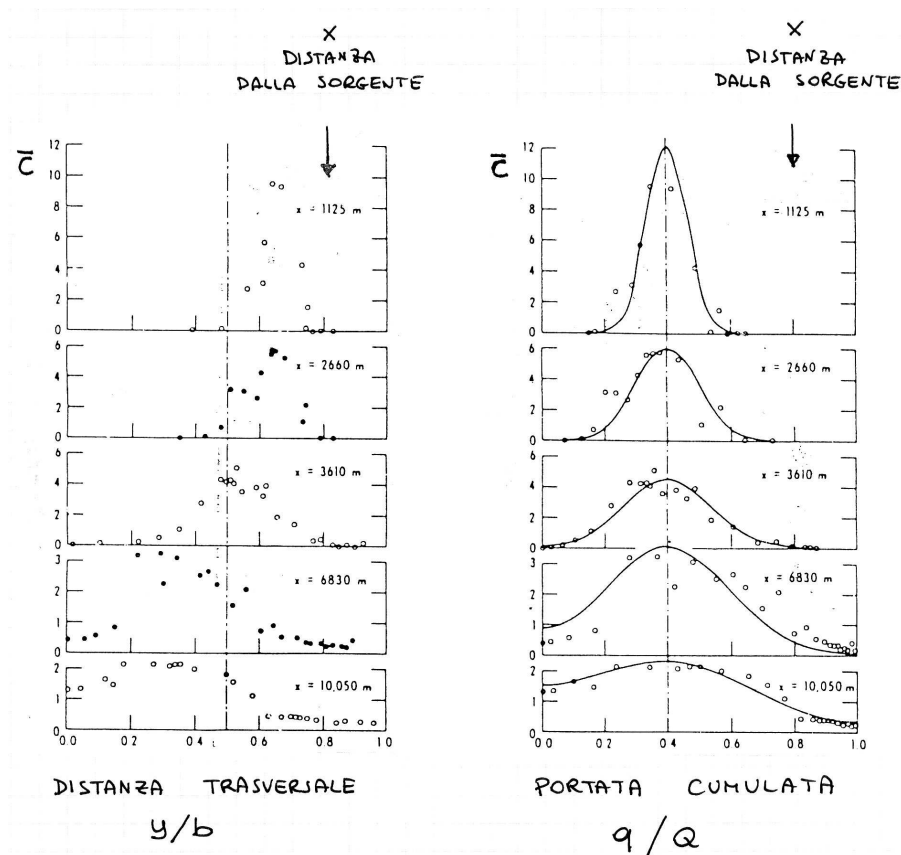 X
DISTANZA
DALLA SORGENTE
C̅
12
10
8
6
4
2
0
x = 1125 m
6
4
2
0
x = 2660 m
6
4
2
0
x = 3610 m
3
2
1
0
x = 6830 m
2
1
0
x = 10,050 m
0.0 0.2 0.4 0.6 0.8 1.0
DISTANZA TRASVERSALE
y/b
X
DISTANZA
DALLA SORGENTE
C̅
12
10
8
6
4
2
0
x = 1125 m
6
4
2
0
x = 2660 m
6
4
2
0
x = 3610 m
3
2
1
0
x = 6830 m
2
1
0
x = 10,050 m
0.0 0.2 0.4 0.6 0.8 1.0
PORTATA CUMULATA
q/Q